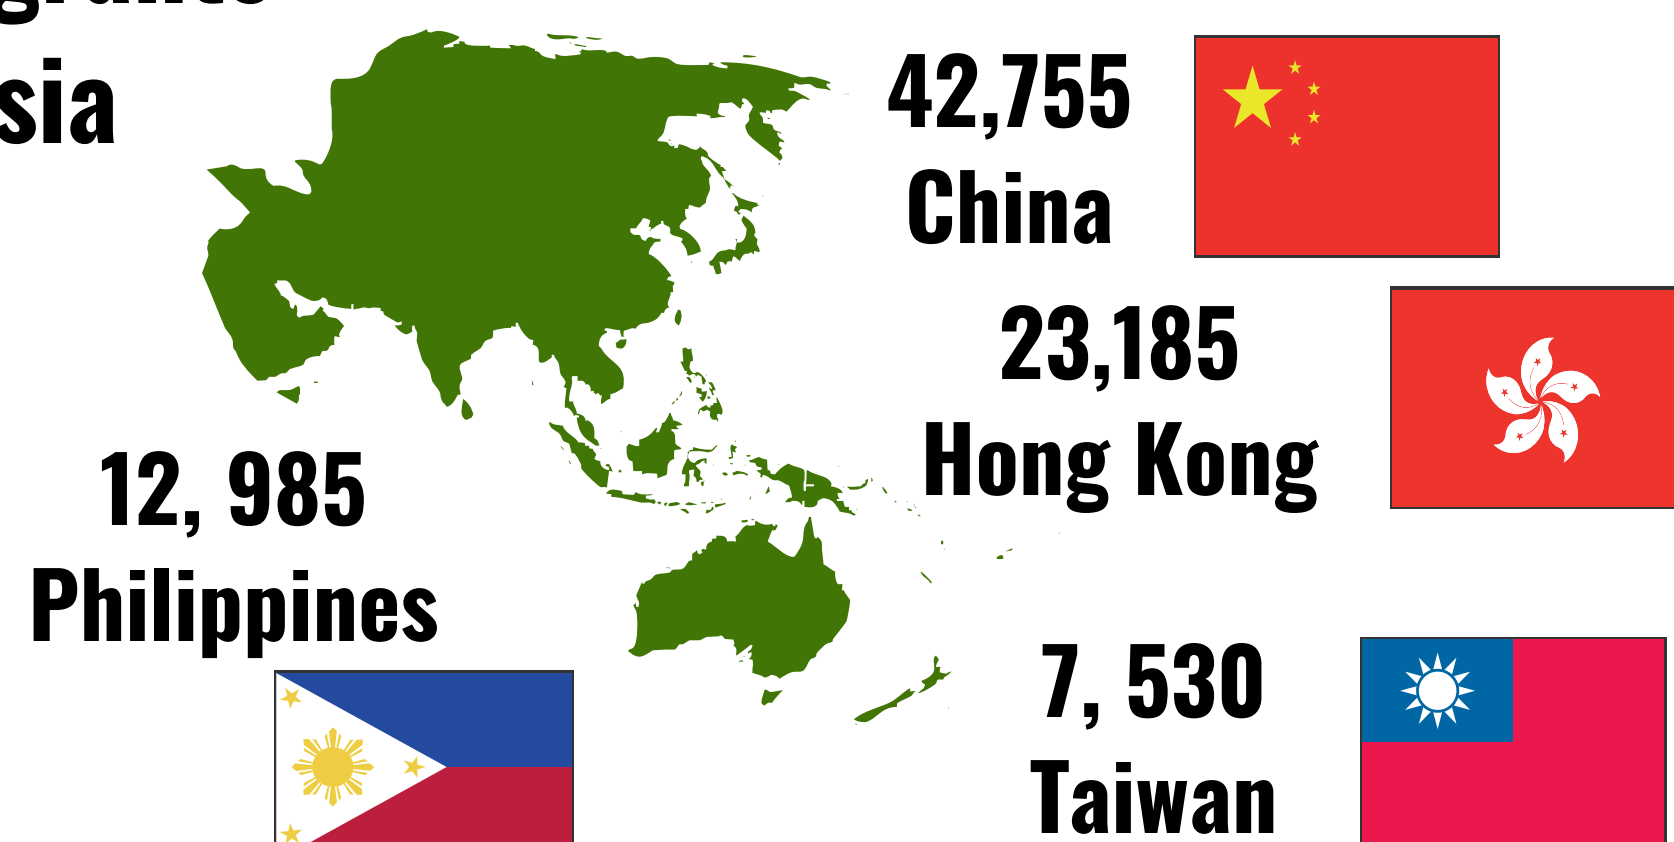 sia
42,755
China
23,185
Hong Kong
12, 985
Philippines
7, 530
Taiwan